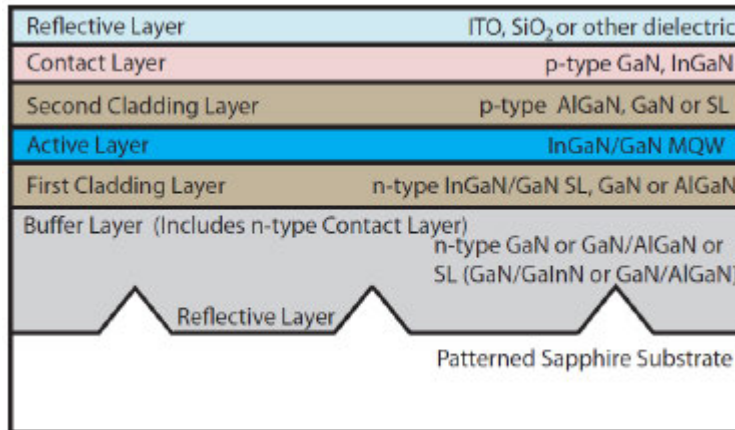 Reflective Layer ITO, SiO₂ or other dielectric
Contact Layer p-type GaN, InGaN
Second Cladding Layer p-type AlGaN, GaN or SL
Active Layer InGaN/GaN MQW
First Cladding Layer n-type InGaN/GaN SL, GaN or AlGaN
Buffer Layer (Includes n-type Contact Layer)
n-type GaN or GaN/AlGaN or
SL (GaN/GaInN or GaN/AlGaN)
Reflective Layer
Patterned Sapphire Substrate